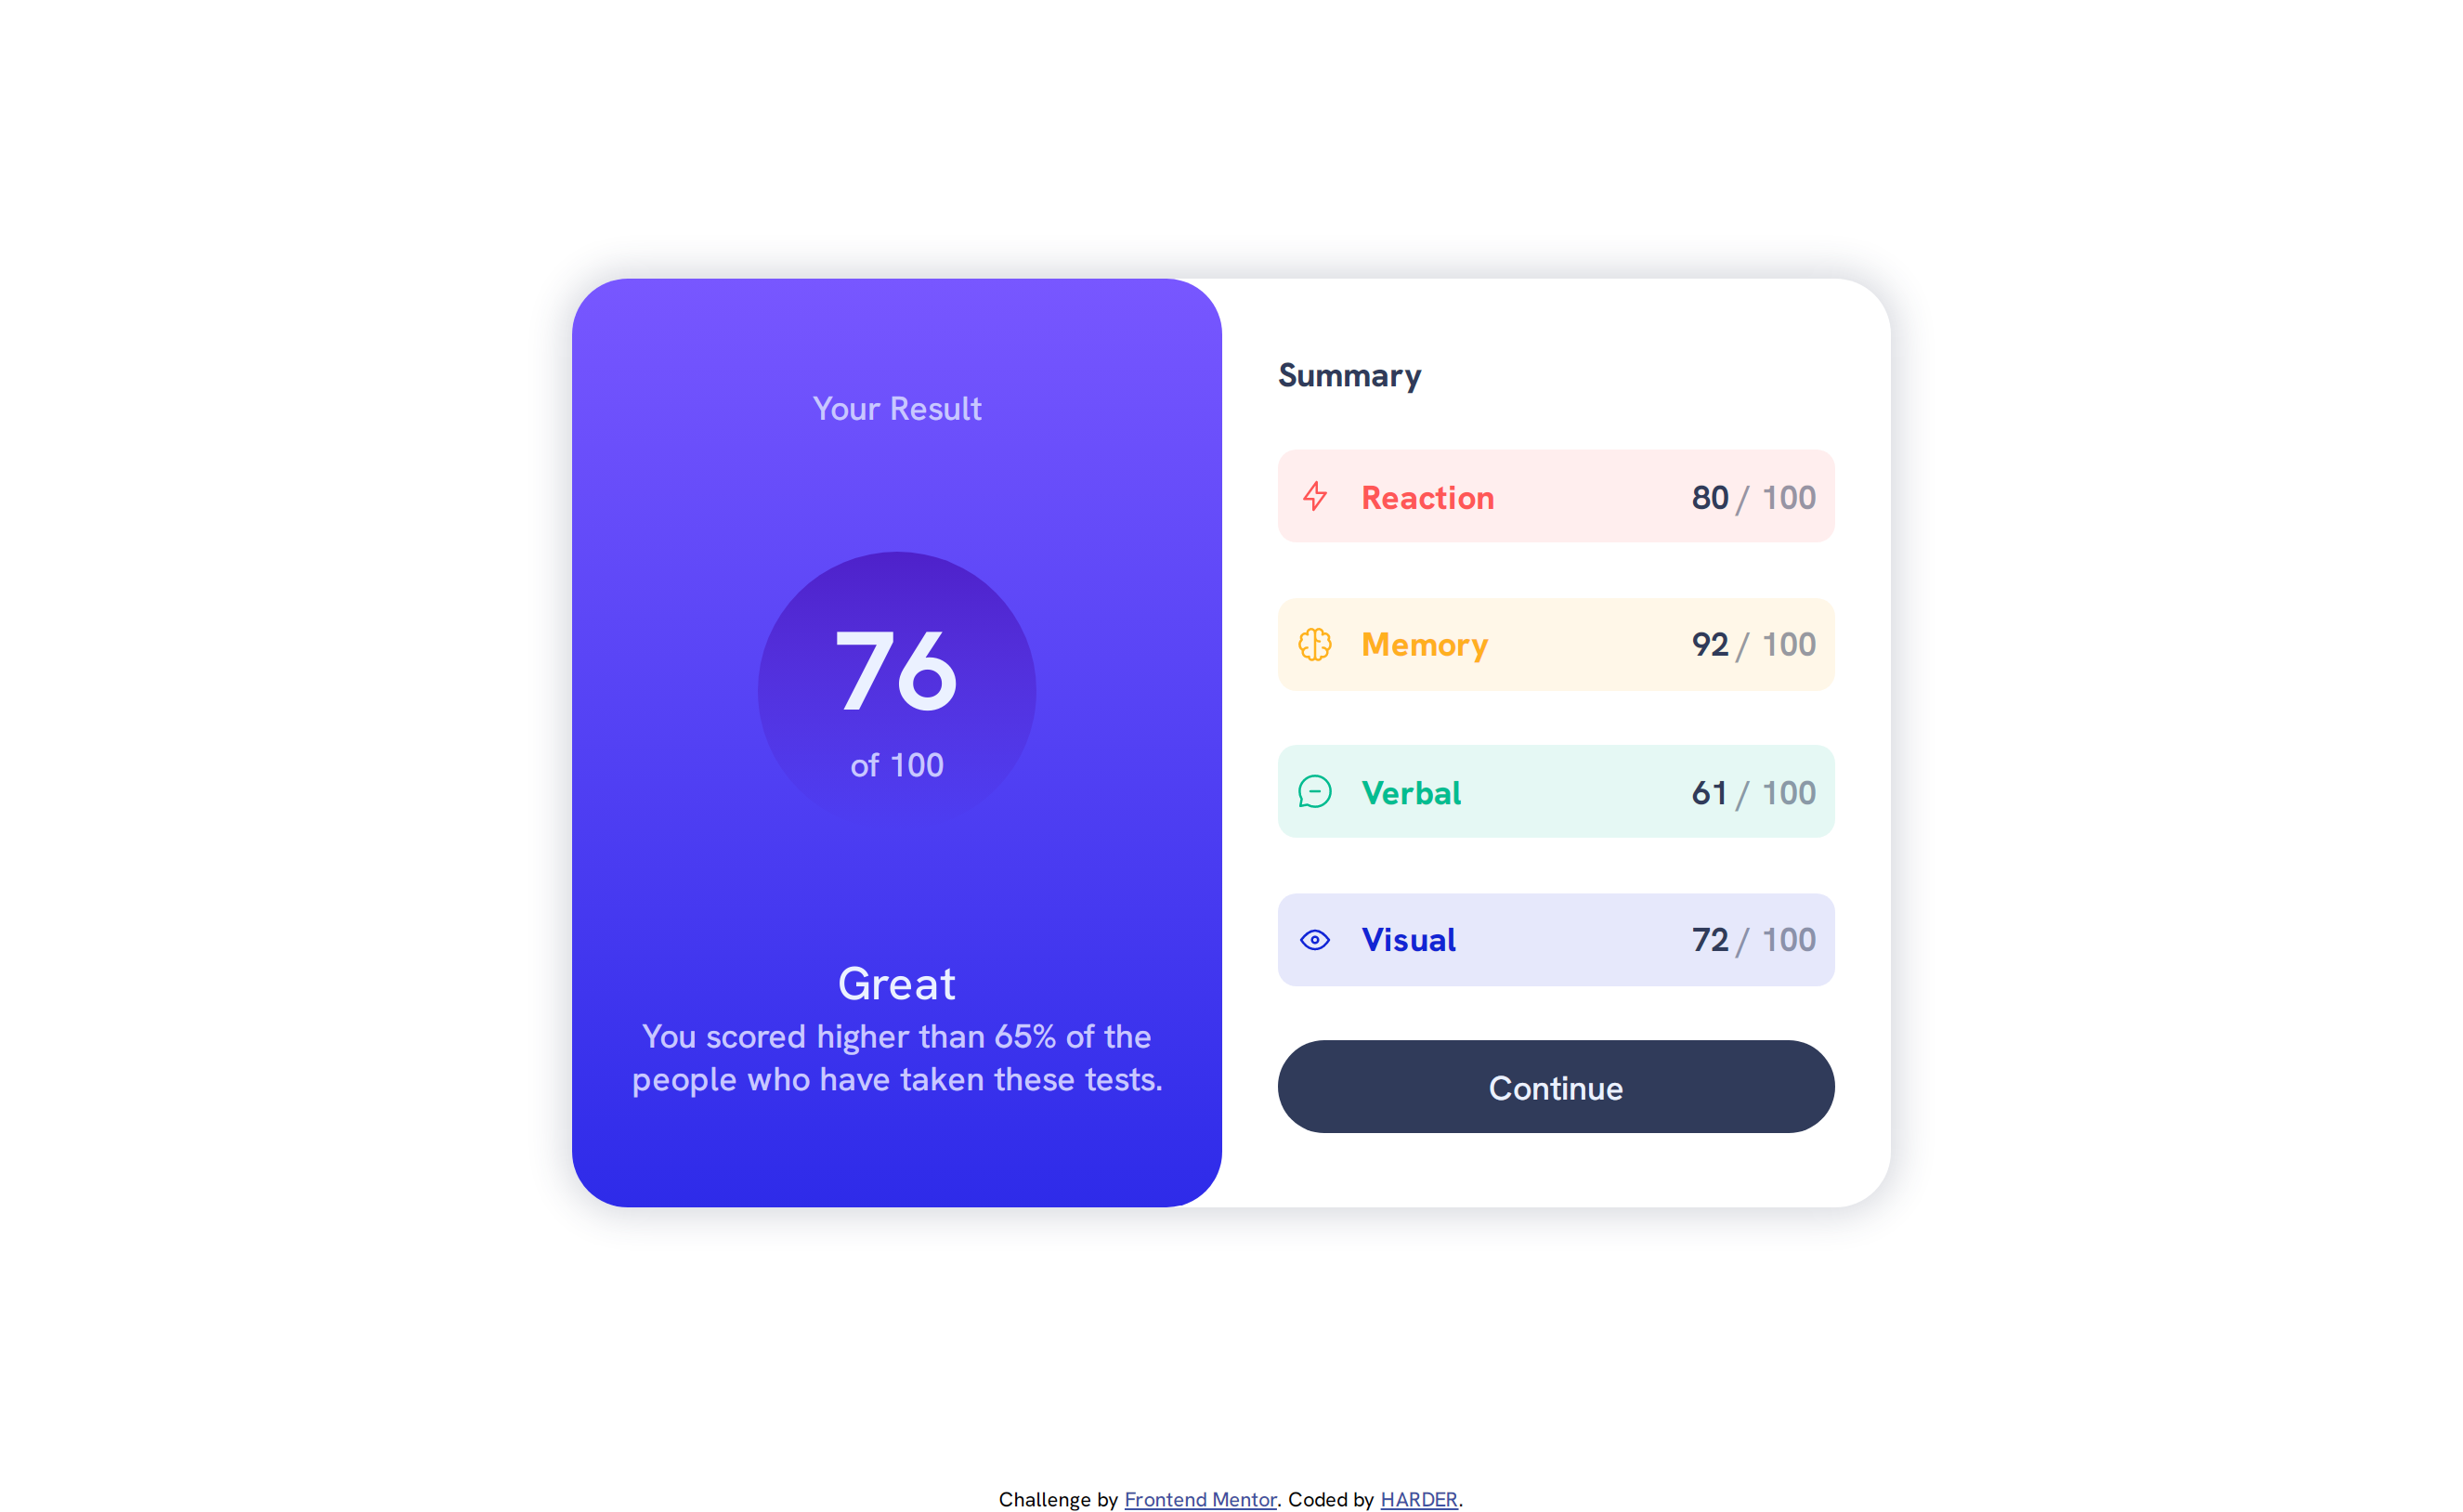 Your Result
76
of 100
Great
You scored higher than 65% of the
people who have taken these tests.
Summary
Reaction 80 / 100
Memory 92 / 100
Verbal 61 / 100
Visual 72 / 100
Continue
Challenge by Frontend Mentor. Coded by HARDER.